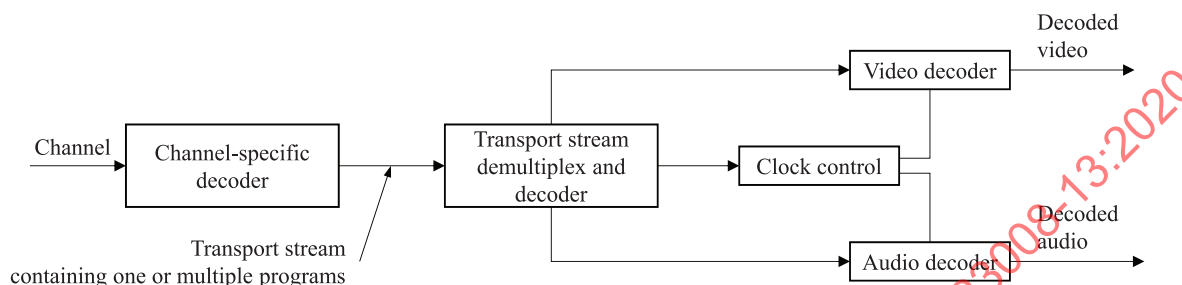 Decoded
video
Video decoder
Channel
Channel-specific
decoder
Transport stream
demultiplex and
decoder
Clock control
Transport stream
containing one or multiple programs
Decoded
audio
Audio decoder
3008-13:2020